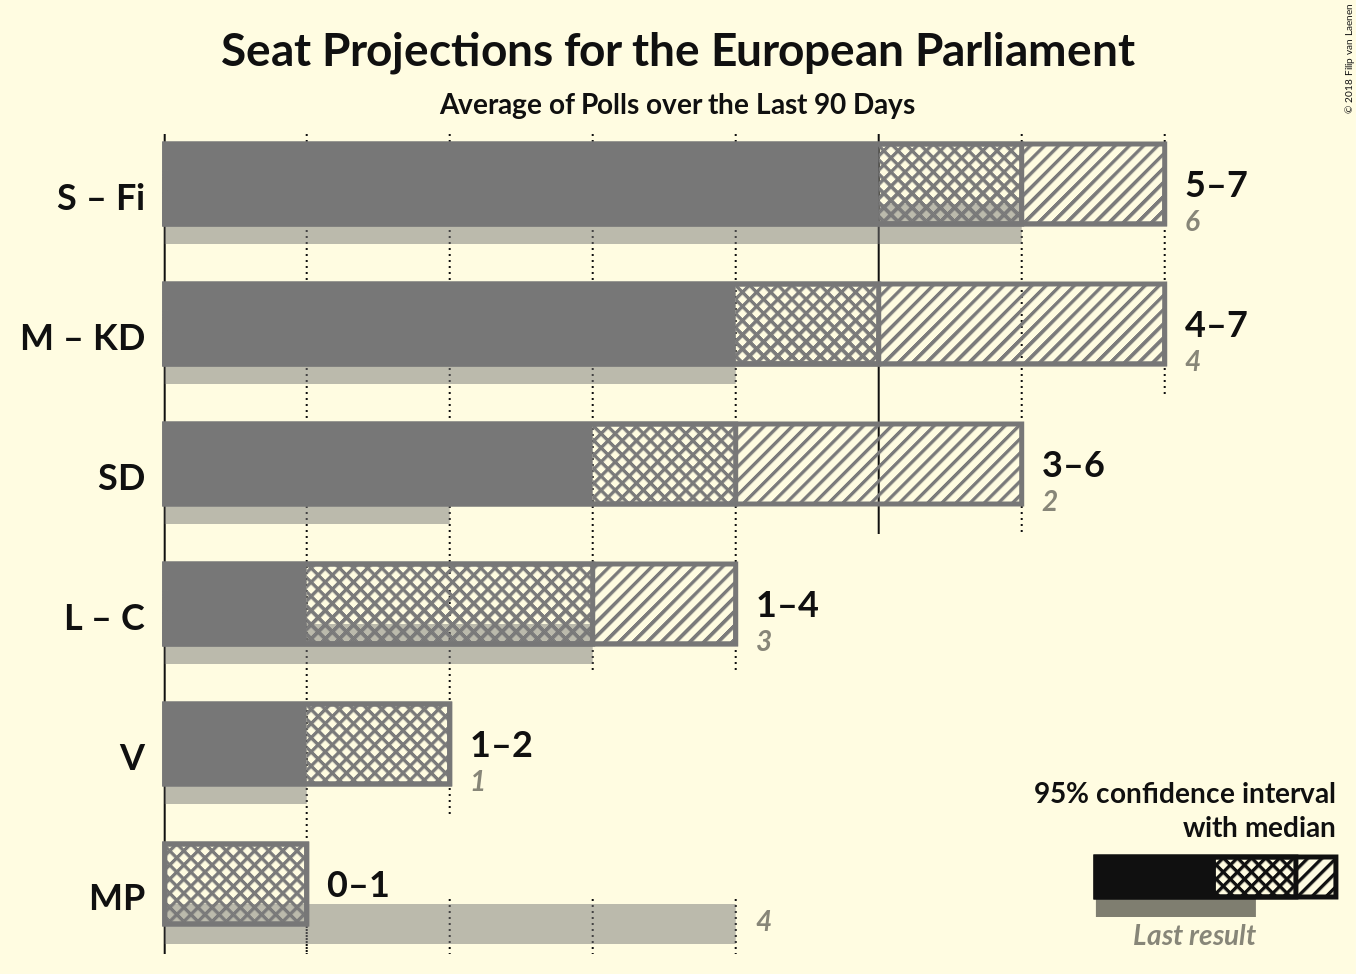 Seat Projections for the European Parliament
Average of Polls over the Last 90 Days
© 2018 Filip van Laenen
S – Fi
5–7
6
M – KD
4–7
4
SD
3–6
2
L – C
1–4
3
V
1–2
1
MP
0–1
4
95% confidence interval
with median
Last result